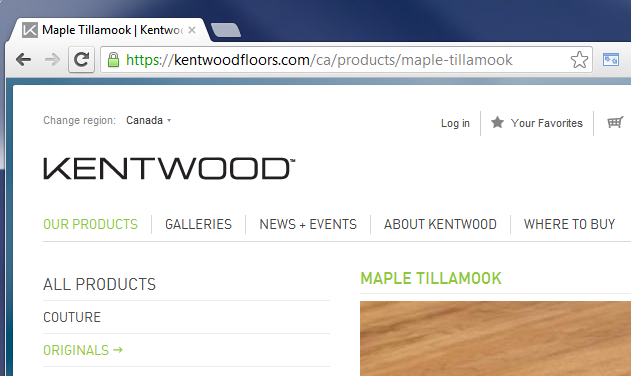 Maple Tillamook | Kentwoo
https://kentwoodfloors.com/ca/products/maple-tillamook
Change region: Canada
Log in
Your Favorites
KENTWOOD™
OUR PRODUCTS
GALLERIES
NEWS + EVENTS
ABOUT KENTWOOD
WHERE TO BUY
ALL PRODUCTS
COUTURE
ORIGINALS →
MAPLE TILLAMOOK